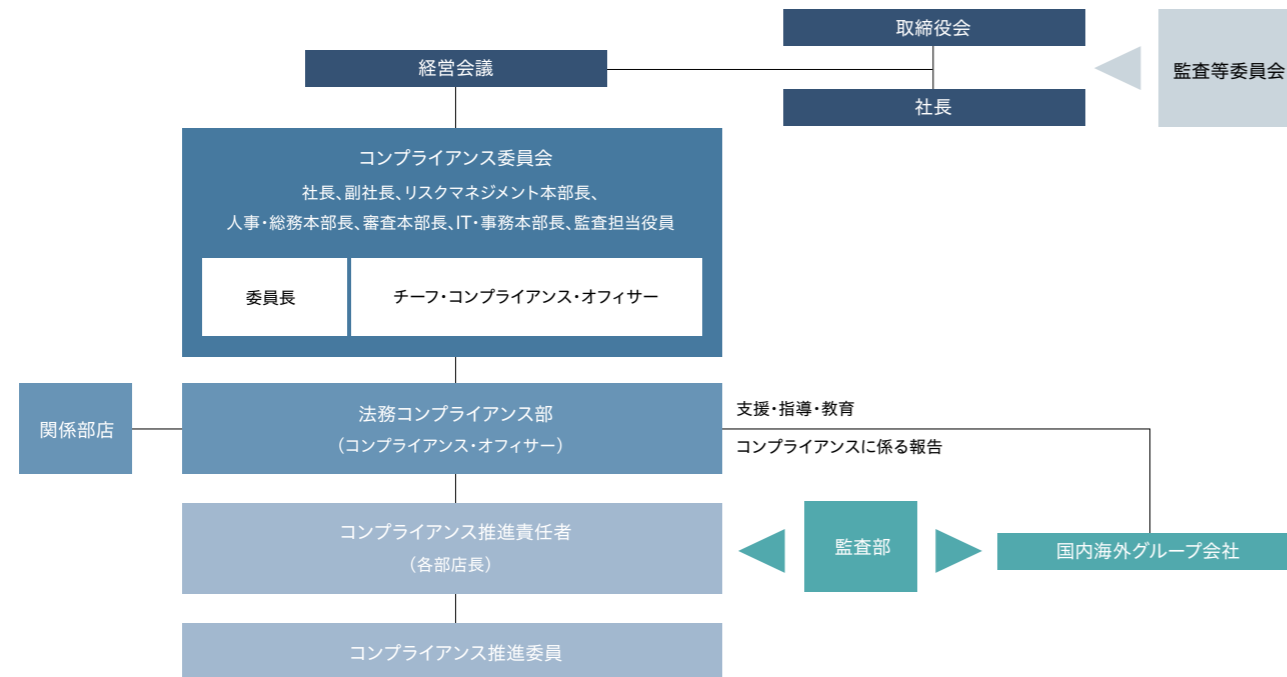 取締役会
経営会議
監査等委員会
社長
コンプライアンス委員会
社長、副社長、リスクマネジメント本部長、
人事・総務本部長、審査本部長、IT・事務本部長、監査担当役員
委員長
チーフ・コンプライアンス・オフィサー
関係部店
法務コンプライアンス部
（コンプライアンス・オフィサー）
支援・指導・教育
コンプライアンスに係る報告
コンプライアンス推進責任者
（各部店長）
監査部
国内海外グループ会社
コンプライアンス推進委員